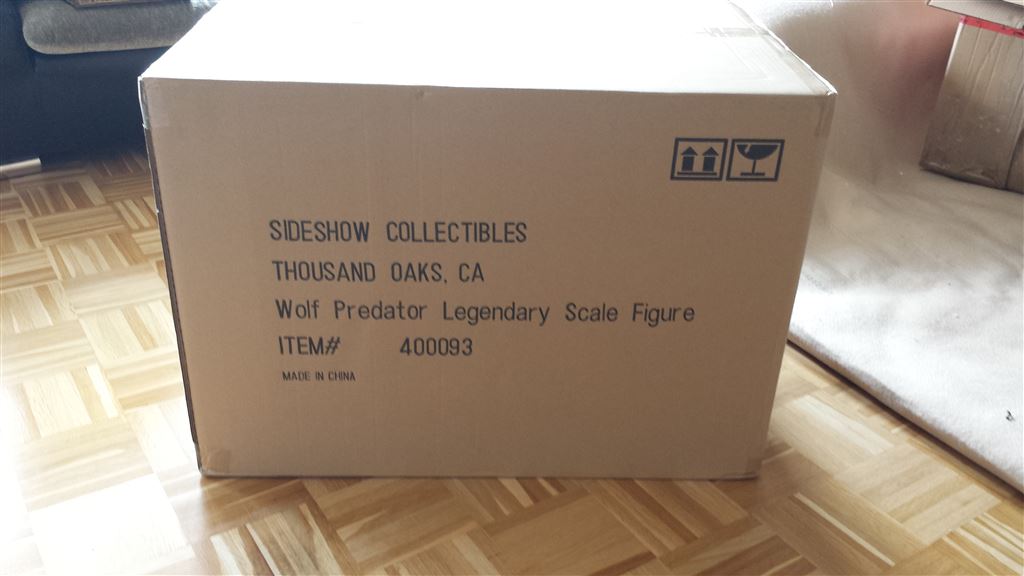 SIDESHOW COLLECTIBLES
THOUSAND OAKS, CA
Wolf Predator Legendary Scale Figure
ITEM# 400093
MADE IN CHINA